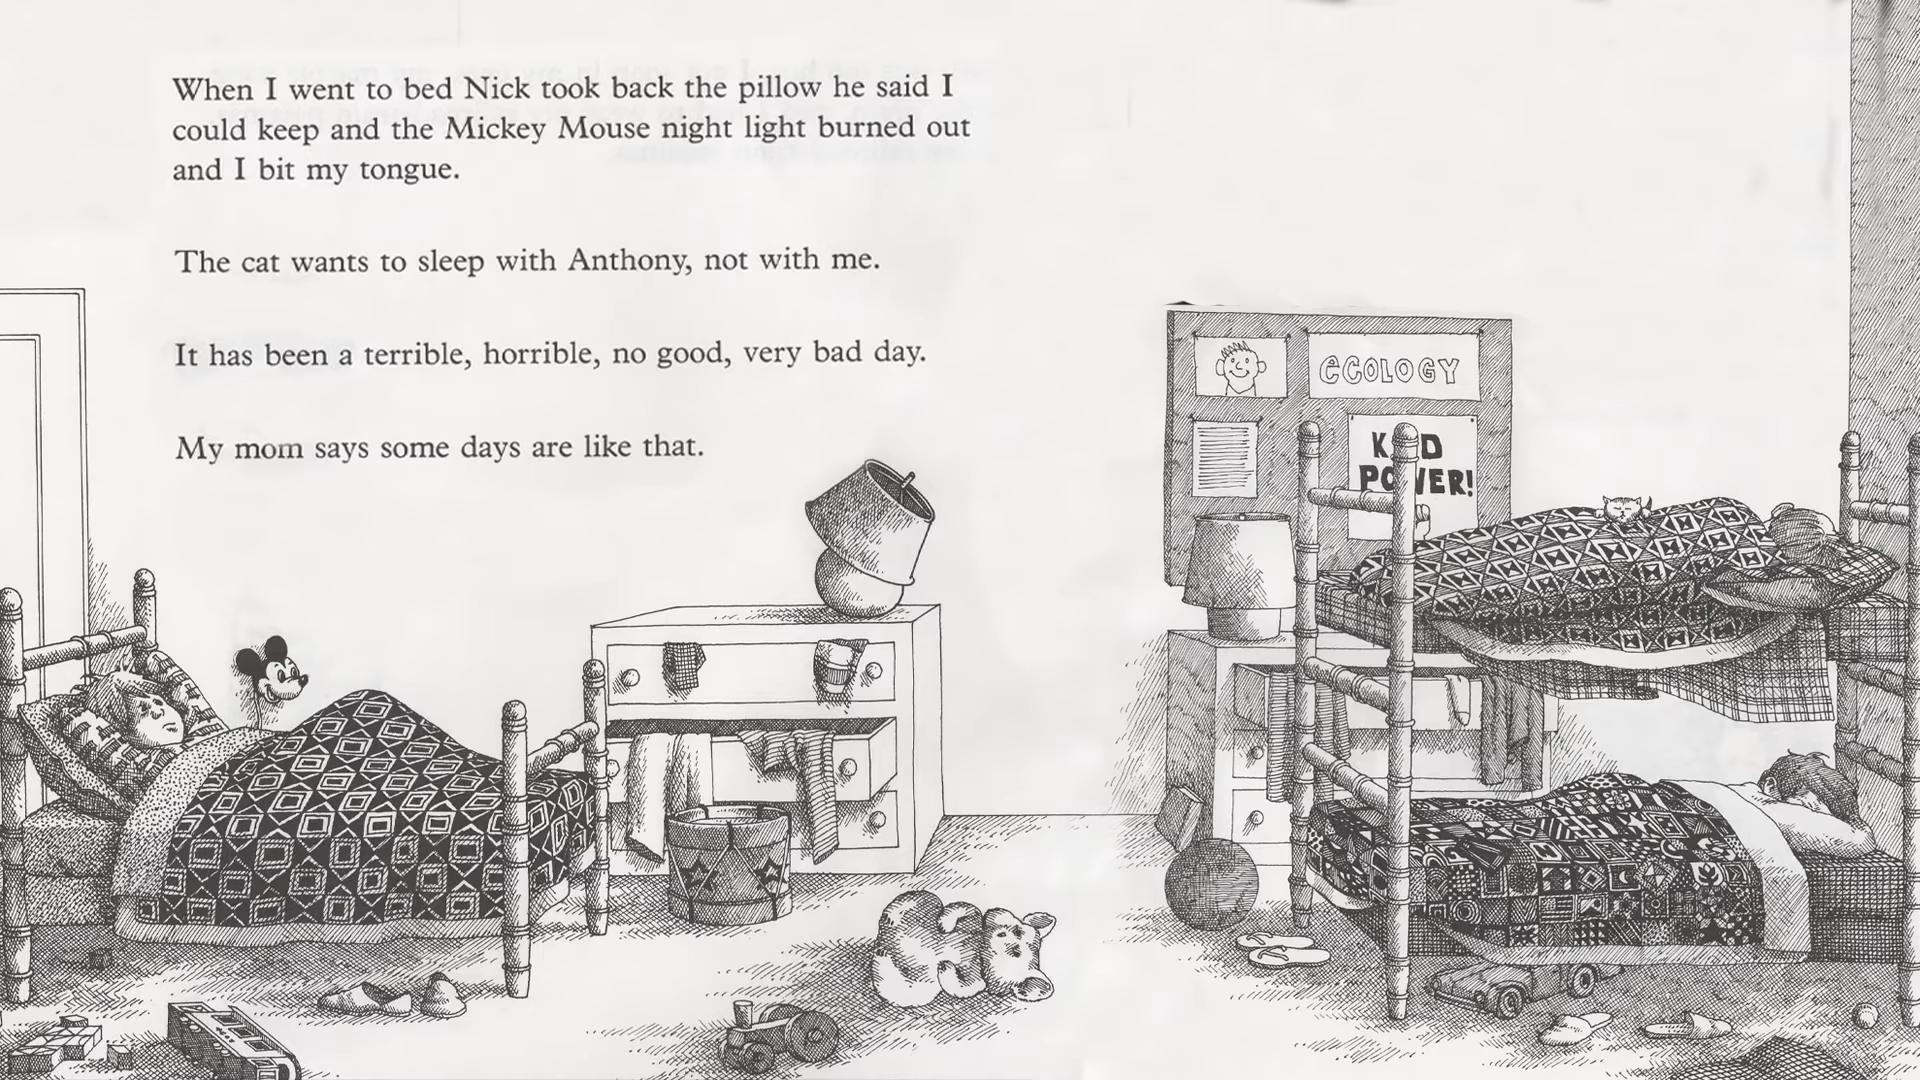 When I went to bed Nick took back the pillow he said I
could keep and the Mickey Mouse night light burned out
and I bit my tongue.
The cat wants to sleep with Anthony, not with me.
It has been a terrible, horrible, no good, very bad day.
My mom says some days are like that.
eCOLOGY